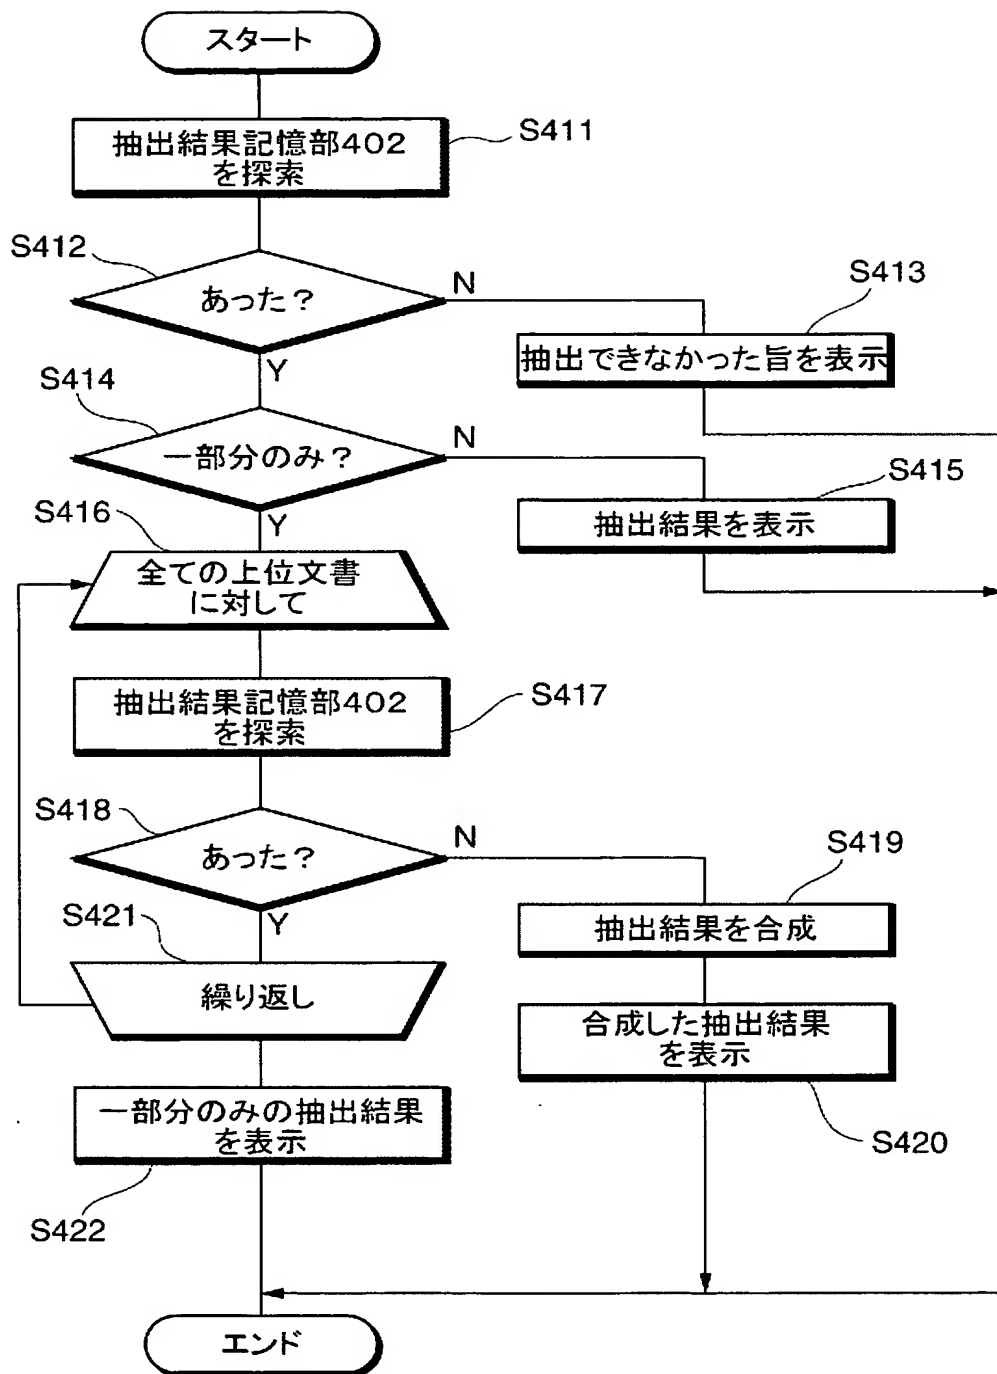 スタート
抽出結果記憶部402
を探索
S411
S412
あった?
N
Y
S413
抽出できなかった旨を表示
S414
一部分のみ?
N
Y
S415
抽出結果を表示
S416
全ての上位文書
に対して
抽出結果記憶部402
を探索
S417
S418
あった?
N
Y
S419
抽出結果を合成
S421
繰り返し
合成した抽出結果
を表示
S420
一部分のみの抽出結果
を表示
S422
エンド